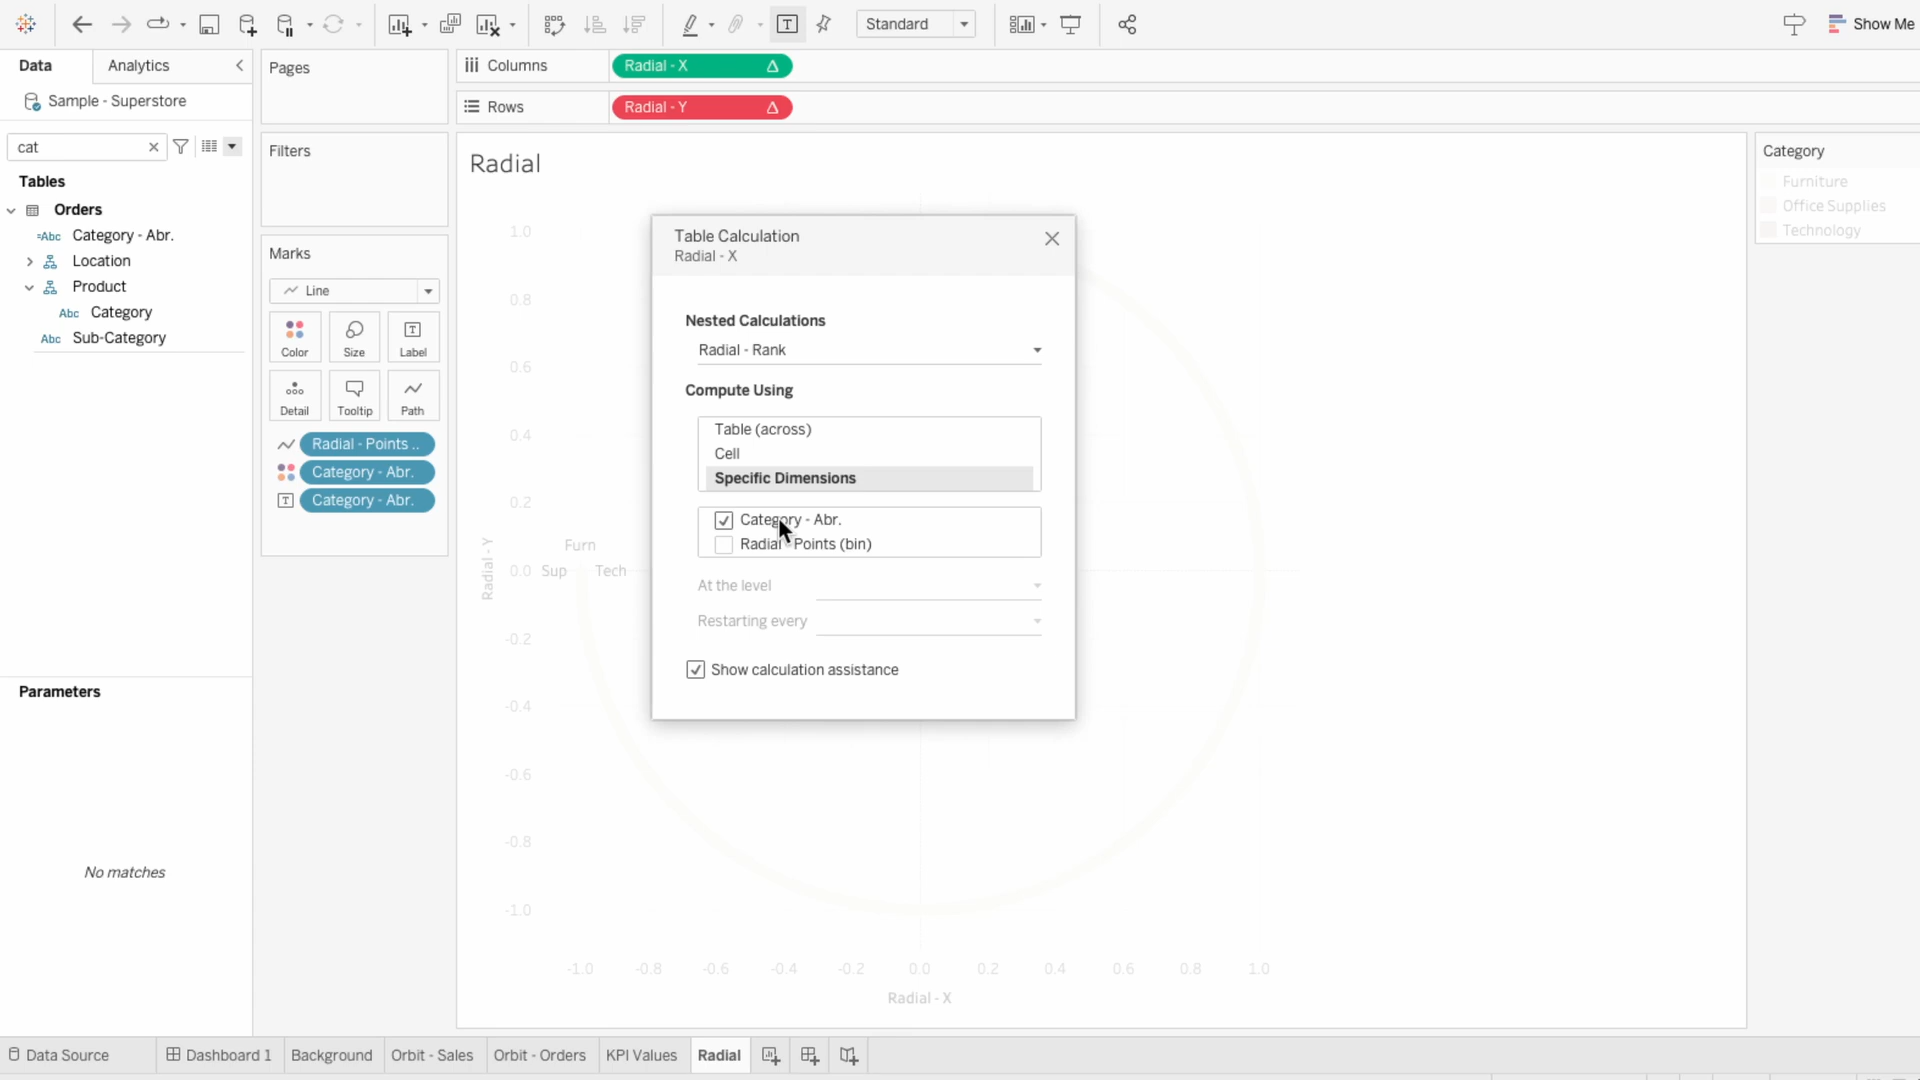 Standard
Show Me
Data
Analytics
Sample - Superstore
cat
Tables
Orders
=Abc Category - Abr.
Location
Product
Abc Category
Abc Sub-Category
Parameters
No matches
Pages
Filters
Marks
Line
Color
Size
Label
Detail
Tooltip
Path
Radial - Points ..
Category - Abr.
Category - Abr.
Columns
Radial - X
Rows
Radial - Y
Radial
Table Calculation
Radial - X
Nested Calculations
Radial - Rank
Compute Using
Table (across)
Cell
Specific Dimensions
Category - Abr.
Radial - Points (bin)
At the level
Restarting every
Show calculation assistance
1.0
0.8
0.6
0.4
0.2
0.0
-0.2
-0.4
-0.6
-0.8
-1.0
Radial - Y
Furn
Sup
Tech
-1.0 -0.8 -0.6 -0.4 -0.2 0.0 0.2 0.4 0.6 0.8 1.0
Radial - X
Category
Furniture
Office Supplies
Technology
Data Source
Dashboard 1
Background
Orbit - Sales
Orbit - Orders
KPI Values
Radial